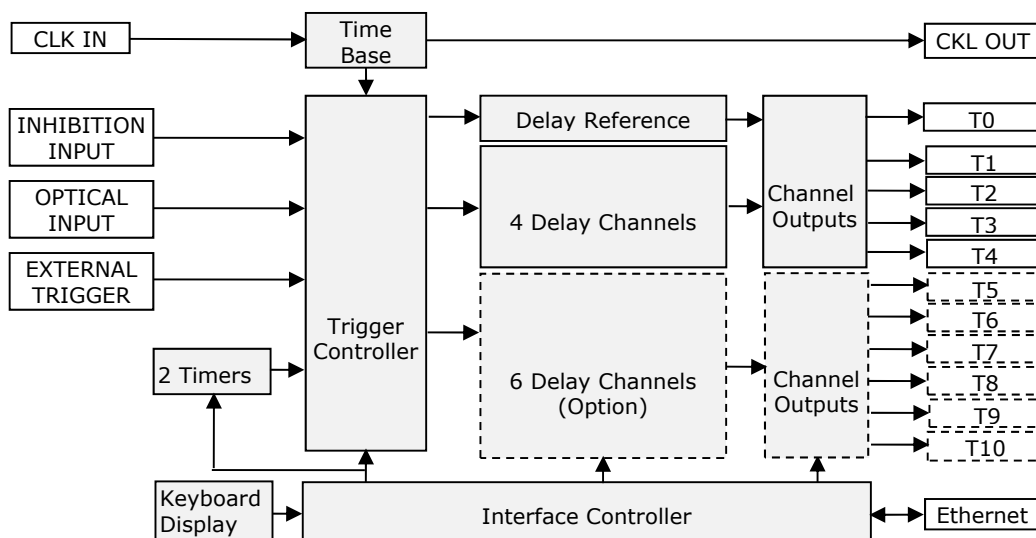 CLK IN
Time
Base
CKL OUT
INHIBITION
INPUT
OPTICAL
INPUT
EXTERNAL
TRIGGER
2 Timers
Trigger
Controller
Delay Reference
4 Delay Channels
6 Delay Channels
(Option)
Channel
Outputs
Channel
Outputs
T0
T1
T2
T3
T4
T5
T6
T7
T8
T9
T10
Keyboard
Display
Interface Controller
Ethernet